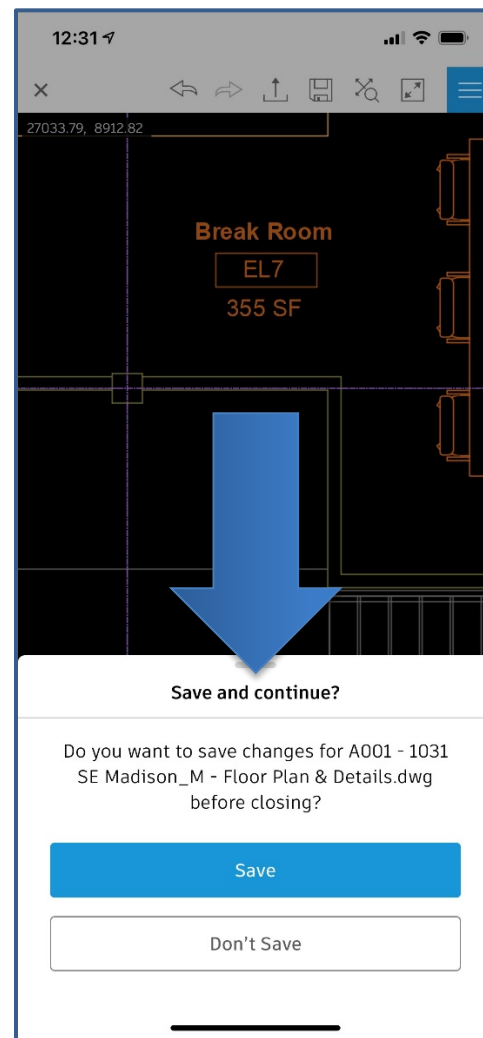 12:31
27033.79, 8912.82
Break Room
EL7
355 SF
Save and continue?
Do you want to save changes for A001 - 1031
SE Madison_M - Floor Plan & Details.dwg
before closing?
Save
Don't Save